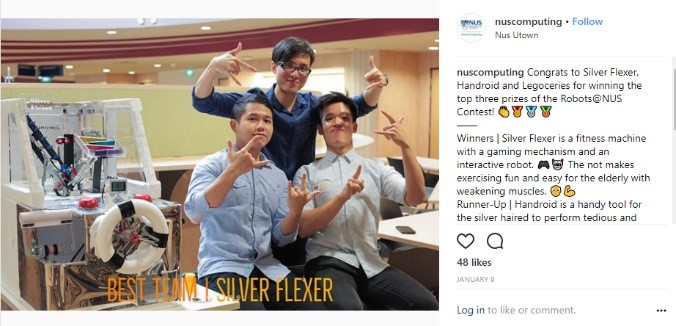 nuscomputing • Follow
Nus Utown
nuscomputing Congrats to Silver Flexer,
Handroid and Legoceries for winning the
top three prizes of the Robots@NUS
Contest!
Winners | Silver Flexer is a fitness machine
with a gaming mechanism and an
interactive robot. The not makes
exercising fun and easy for the elderly with
weakening muscles.
Runner-Up | Handroid is a handy tool for
the silver haired to perform tedious and
48 likes
JANUARY 9
Log in to like or comment.
BEST TEAM | SILVER FLEXER
NUS